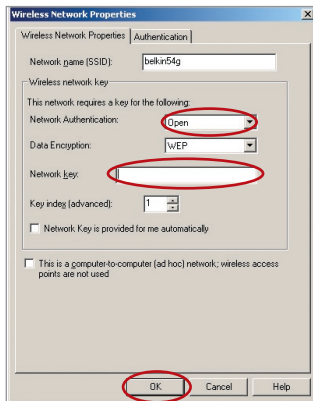 Wireless Network Properties
X
Wireless Network Properties
Authentication
Network name (SSID):
belkin54g
Wireless network key
This network requires a key for the following:
Network Authentication:
Open
Data Encryption:
WEP
Network key:
Key index (advanced):
1
Network Key is provided for me automatically
This is a computer-to-computer (ad hoc) network; wireless access
points are not used
OK
Cancel
Help